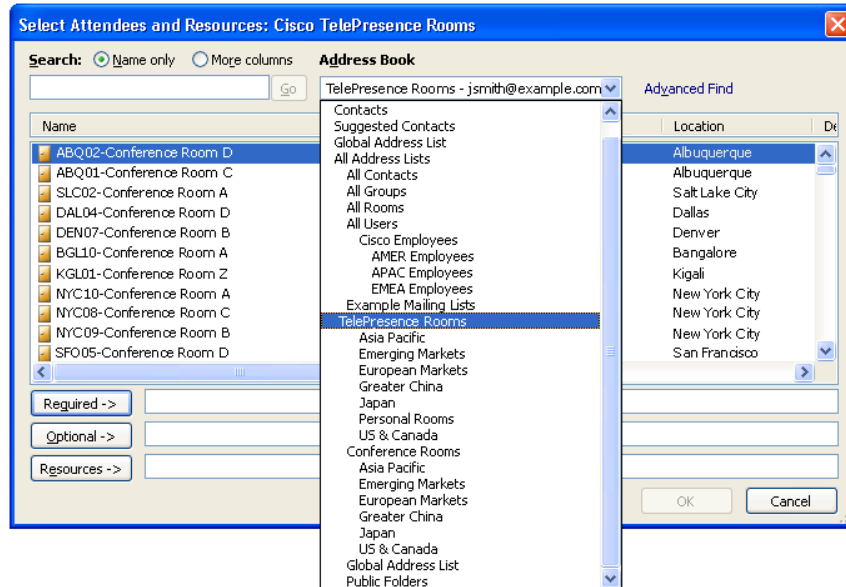 Select Attendees and Resources: Cisco TelePresence Rooms
Search: Name only More columns Address Book
Go TelePresence Rooms - jsmith@example.com Advanced Find
Name Location De
ABQ02-Conference Room D Albuquerque
ABQ01-Conference Room C Albuquerque
SLC02-Conference Room A Salt Lake City
DAL04-Conference Room D Dallas
DEN07-Conference Room B Denver
BGL10-Conference Room A Bangalore
KGL01-Conference Room Z Kigali
NYC10-Conference Room A New York City
NYC08-Conference Room C New York City
NYC09-Conference Room B New York City
SFO05-Conference Room D San Francisco
Contacts
Suggested Contacts
Global Address List
All Address Lists
All Contacts
All Groups
All Rooms
All Users
Cisco Employees
AMER Employees
APAC Employees
EMEA Employees
Example Mailing Lists
TelePresence Rooms
Asia Pacific
Emerging Markets
European Markets
Greater China
Japan
Personal Rooms
US & Canada
Conference Rooms
Asia Pacific
Emerging Markets
European Markets
Greater China
Japan
US & Canada
Global Address List
Public Folders
Required ->
Optional ->
Resources ->
OK Cancel